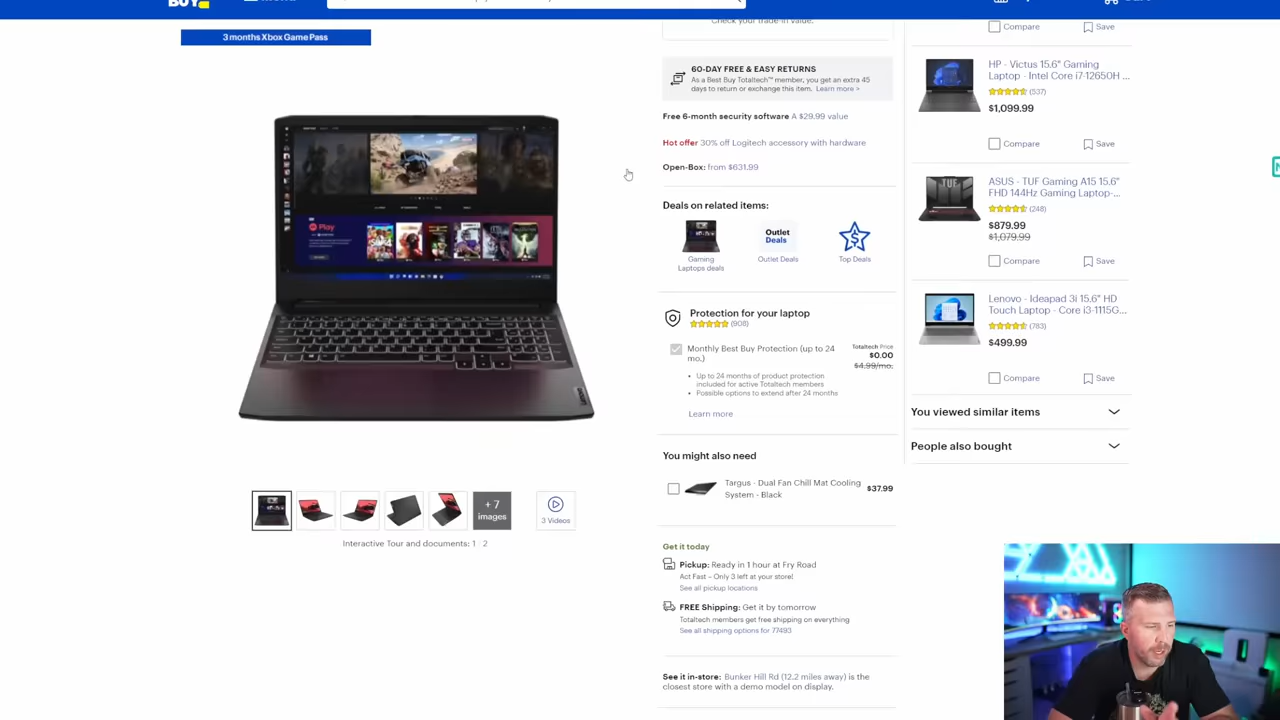 BUY
3 months Xbox Game Pass
Check your trade-in value.
60-DAY FREE & EASY RETURNS
As a Best Buy Totaltech™ member, you get an extra 45
days to return or exchange this item. Learn more >
Free 6-month security software A $29.99 value
Hot offer 30% off Logitech accessory with hardware
Open-Box: from $631.99
Deals on related items:
Outlet
Deals
Gaming
Laptops deals
Outlet Deals
Top Deals
Protection for your laptop
(908)
Monthly Best Buy Protection (up to 24
mo.)
Totaltech Price
$0.00
$4.99/mo.
• Up to 24 months of product protection
included for active Totaltech members
• Possible options to extend after 24 months
Learn more
You might also need
Targus - Dual Fan Chill Mat Cooling
System - Black
$37.99
Get it today
Pickup: Ready in 1 hour at Fry Road
Act Fast – Only 3 left at your store!
See all pickup locations
FREE Shipping: Get it by tomorrow
Totaltech members get free shipping on everything
See all shipping options for 77493
See it in-store: Bunker Hill Rd (12.2 miles away) is the
closest store with a demo model on display.
Play
+ 7
images
3 Videos
Interactive Tour and documents: 1 2
Compare
Save
HP - Victus 15.6" Gaming
Laptop - Intel Core i7-12650H ...
(537)
$1,099.99
Compare
Save
TUF
ASUS - TUF Gaming A15 15.6"
FHD 144Hz Gaming Laptop-...
(248)
$879.99
$1,079.99
Compare
Save
Lenovo - Ideapad 3i 15.6" HD
Touch Laptop - Core i3-1115G...
(783)
$499.99
Compare
Save
You viewed similar items
People also bought